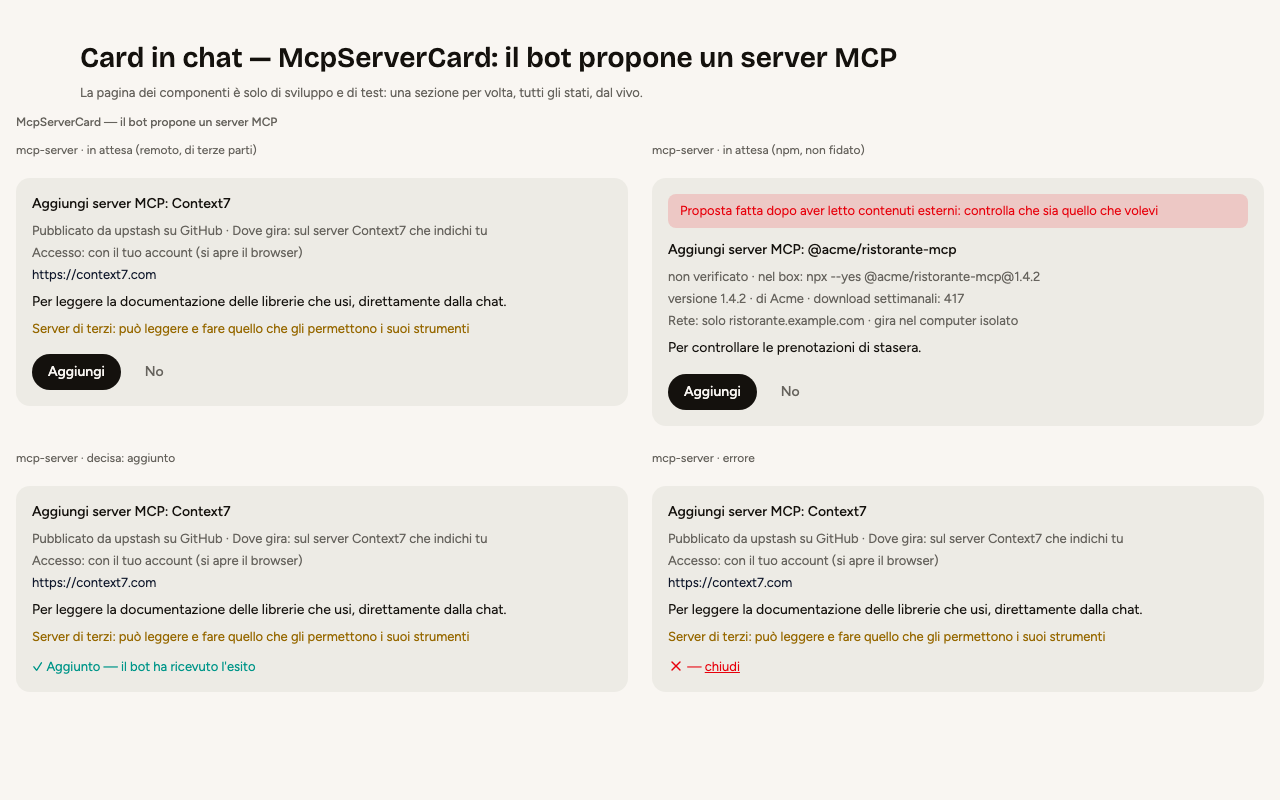 Card in chat — McpServerCard: il bot propone un server MCP
La pagina dei componenti è solo di sviluppo e di test: una sezione per volta, tutti gli stati, dal vivo.
McpServerCard — il bot propone un server MCP
mcp-server · in attesa (remoto, di terze parti)
Aggiungi server MCP: Context7
Pubblicato da upstash su GitHub · Dove gira: sul server Context7 che indichi tu
Accesso: con il tuo account (si apre il browser)
https://context7.com
Per leggere la documentazione delle librerie che usi, direttamente dalla chat.
Server di terzi: può leggere e fare quello che gli permettono i suoi strumenti
Aggiungi No
mcp-server · in attesa (npm, non fidato)
Proposta fatta dopo aver letto contenuti esterni: controlla che sia quello che volevi
Aggiungi server MCP: @acme/ristorante-mcp
non verificato · nel box: npx --yes @acme/ristorante-mcp@1.4.2
versione 1.4.2 · di Acme · download settimanali: 417
Rete: solo ristorante.example.com · gira nel computer isolato
Per controllare le prenotazioni di stasera.
Aggiungi No
mcp-server · decisa: aggiunto
Aggiungi server MCP: Context7
Pubblicato da upstash su GitHub · Dove gira: sul server Context7 che indichi tu
Accesso: con il tuo account (si apre il browser)
https://context7.com
Per leggere la documentazione delle librerie che usi, direttamente dalla chat.
Server di terzi: può leggere e fare quello che gli permettono i suoi strumenti
✓ Aggiunto — il bot ha ricevuto l'esito
mcp-server · errore
Aggiungi server MCP: Context7
Pubblicato da upstash su GitHub · Dove gira: sul server Context7 che indichi tu
Accesso: con il tuo account (si apre il browser)
https://context7.com
Per leggere la documentazione delle librerie che usi, direttamente dalla chat.
Server di terzi: può leggere e fare quello che gli permettono i suoi strumenti
✕ — chiudi